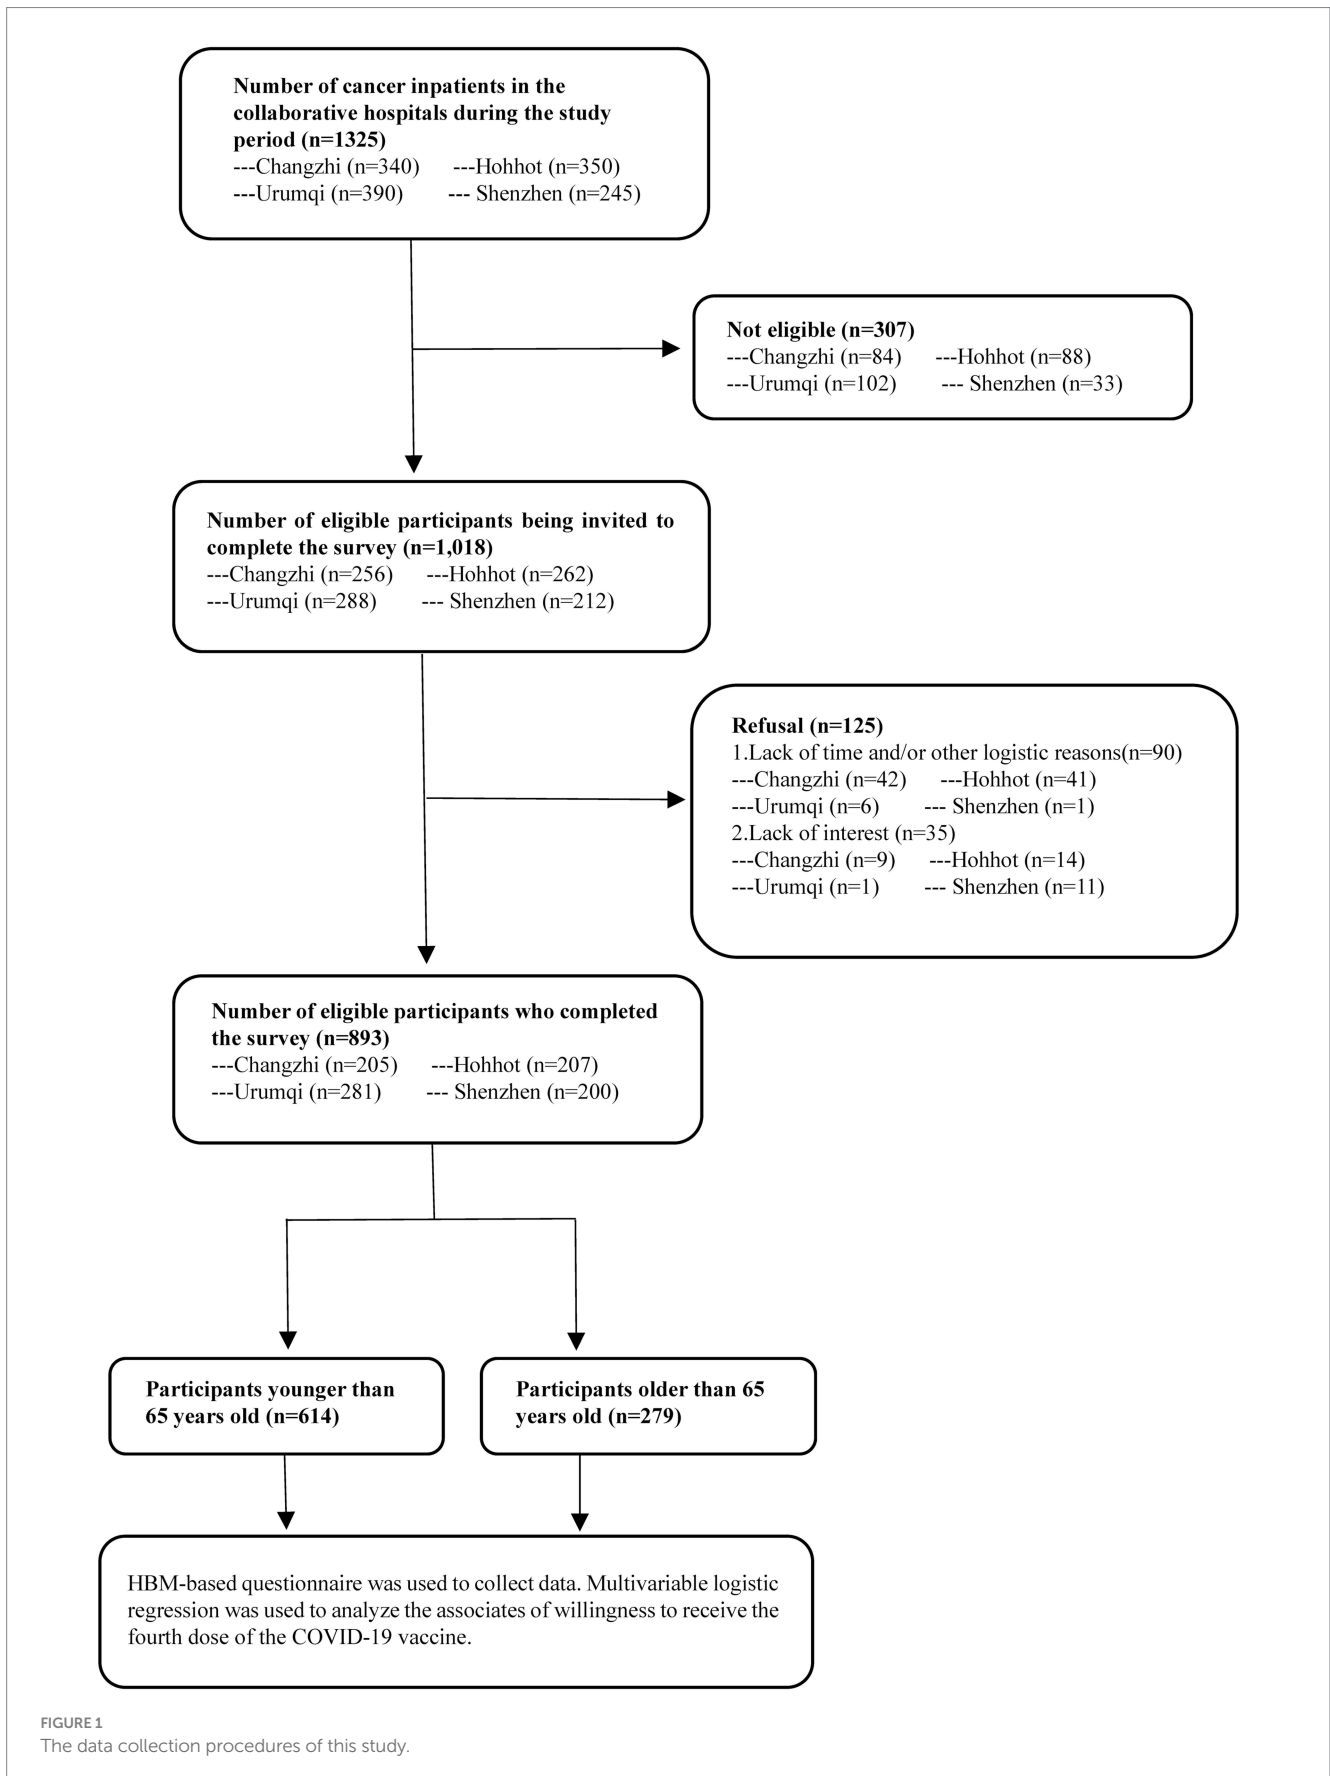 Number of cancer inpatients in the
collaborative hospitals during the study
period (n=1325)
---Changzhi (n=340) ---Hohhot (n=350)
---Urumqi (n=390) --- Shenzhen (n=245)
Not eligible (n=307)
---Changzhi (n=84) ---Hohhot (n=88)
---Urumqi (n=102) --- Shenzhen (n=33)
Number of eligible participants being invited to
complete the survey (n=1,018)
---Changzhi (n=256) ---Hohhot (n=262)
---Urumqi (n=288) --- Shenzhen (n=212)
Refusal (n=125)
1.Lack of time and/or other logistic reasons(n=90)
---Changzhi (n=42) ---Hohhot (n=41)
---Urumqi (n=6) --- Shenzhen (n=1)
2.Lack of interest (n=35)
---Changzhi (n=9) ---Hohhot (n=14)
---Urumqi (n=1) --- Shenzhen (n=11)
Number of eligible participants who completed
the survey (n=893)
---Changzhi (n=205) ---Hohhot (n=207)
---Urumqi (n=281) --- Shenzhen (n=200)
Participants younger than
65 years old (n=614)
Participants older than 65
years old (n=279)
HBM-based questionnaire was used to collect data. Multivariable logistic
regression was used to analyze the associates of willingness to receive the
fourth dose of the COVID-19 vaccine.
FIGURE 1
The data collection procedures of this study.